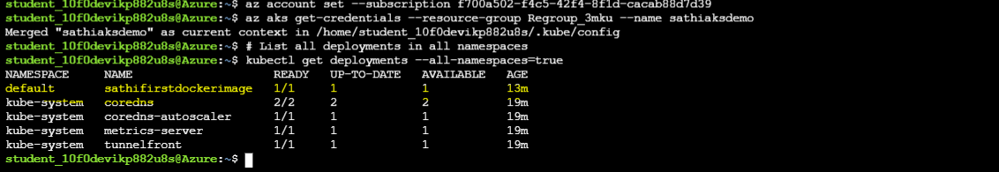 student_10f0devikp882u8s@Azure:~$ az account set --subscription f700a502-f4c5-42f4-8f1d-cacab88d7d39
student_10f0devikp882u8s@Azure:~$ az aks get-credentials --resource-group Regroup_3mku --name sathiaksdemo
Merged "sathiaksdemo" as current context in /home/student_10f0devikp882u8s/.kube/config
student_10f0devikp882u8s@Azure:~$ # List all deployments in all namespaces
student_10f0devikp882u8s@Azure:~$ kubectl get deployments --all-namespaces=true
NAMESPACE NAME READY UP-TO-DATE AVAILABLE AGE
default sathifirstdockerimage 1/1 1 1 13m
kube-system coredns 2/2 2 2 19m
kube-system coredns-autoscaler 1/1 1 1 19m
kube-system metrics-server 1/1 1 1 19m
kube-system tunnelfront 1/1 1 1 19m
student_10f0devikp882u8s@Azure:~$